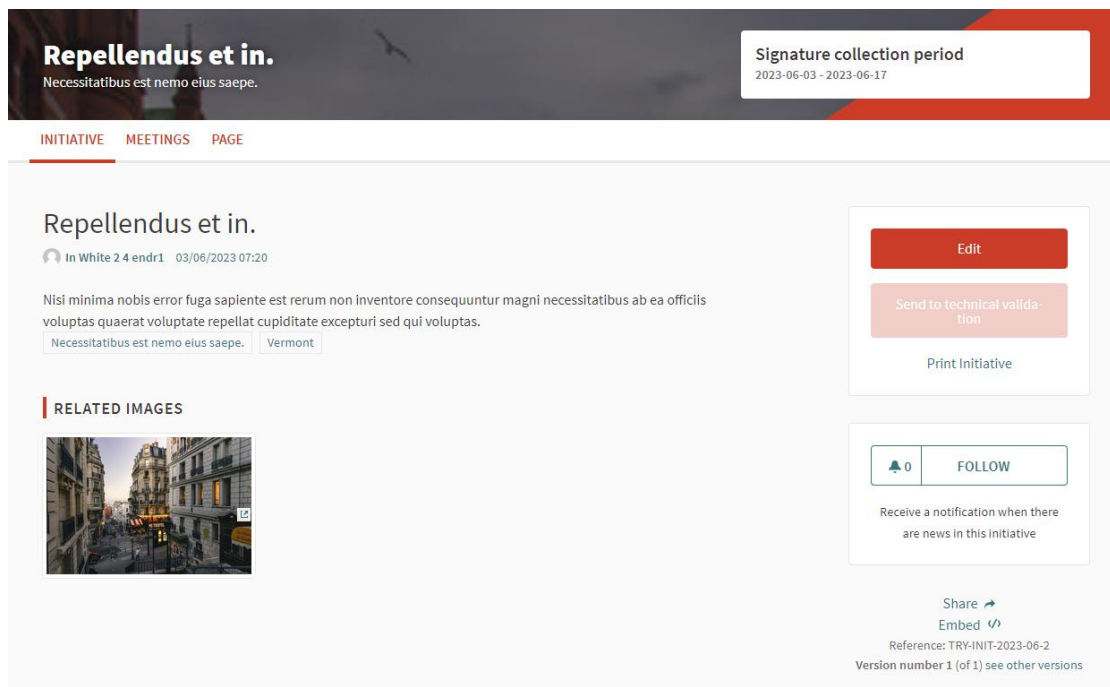 Repellendus et in.
Necessitatibus est nemo eius saepe.
Signature collection period
2023-06-03 - 2023-06-17
INITIATIVE MEETINGS PAGE
Repellendus et in.
In White 2 4 endr1 03/06/2023 07:20
Nisi minima nobis error fuga sapiente est rerum non inventore consequuntur magni necessitatibus ab ea officiis
voluptas quaerat voluptate repellat cupiditate excepturi sed qui voluptas.
Necessitatibus est nemo eius saepe. Vermont
RELATED IMAGES
Edit
Send to technical valida-
tion
Print Initiative
0 FOLLOW
Receive a notification when there
are news in this initiative
Share
Embed
Reference: TRY-INIT-2023-06-2
Version number 1 (of 1) see other versions